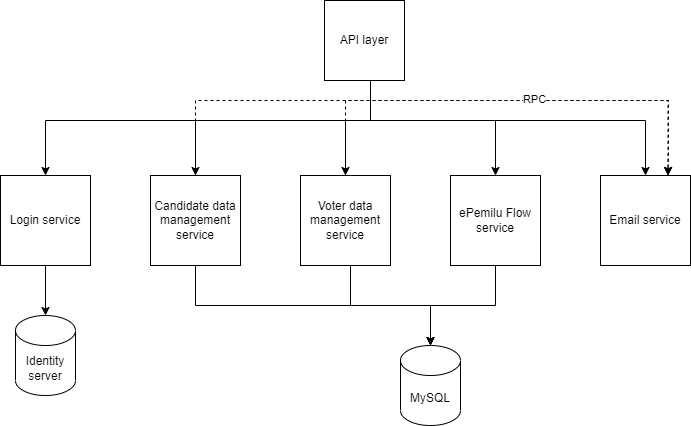 API layer
RPC
Login service
Candidate data
management
service
Voter data
management
service
ePemilu Flow
service
Email service
Identity
server
MySQL